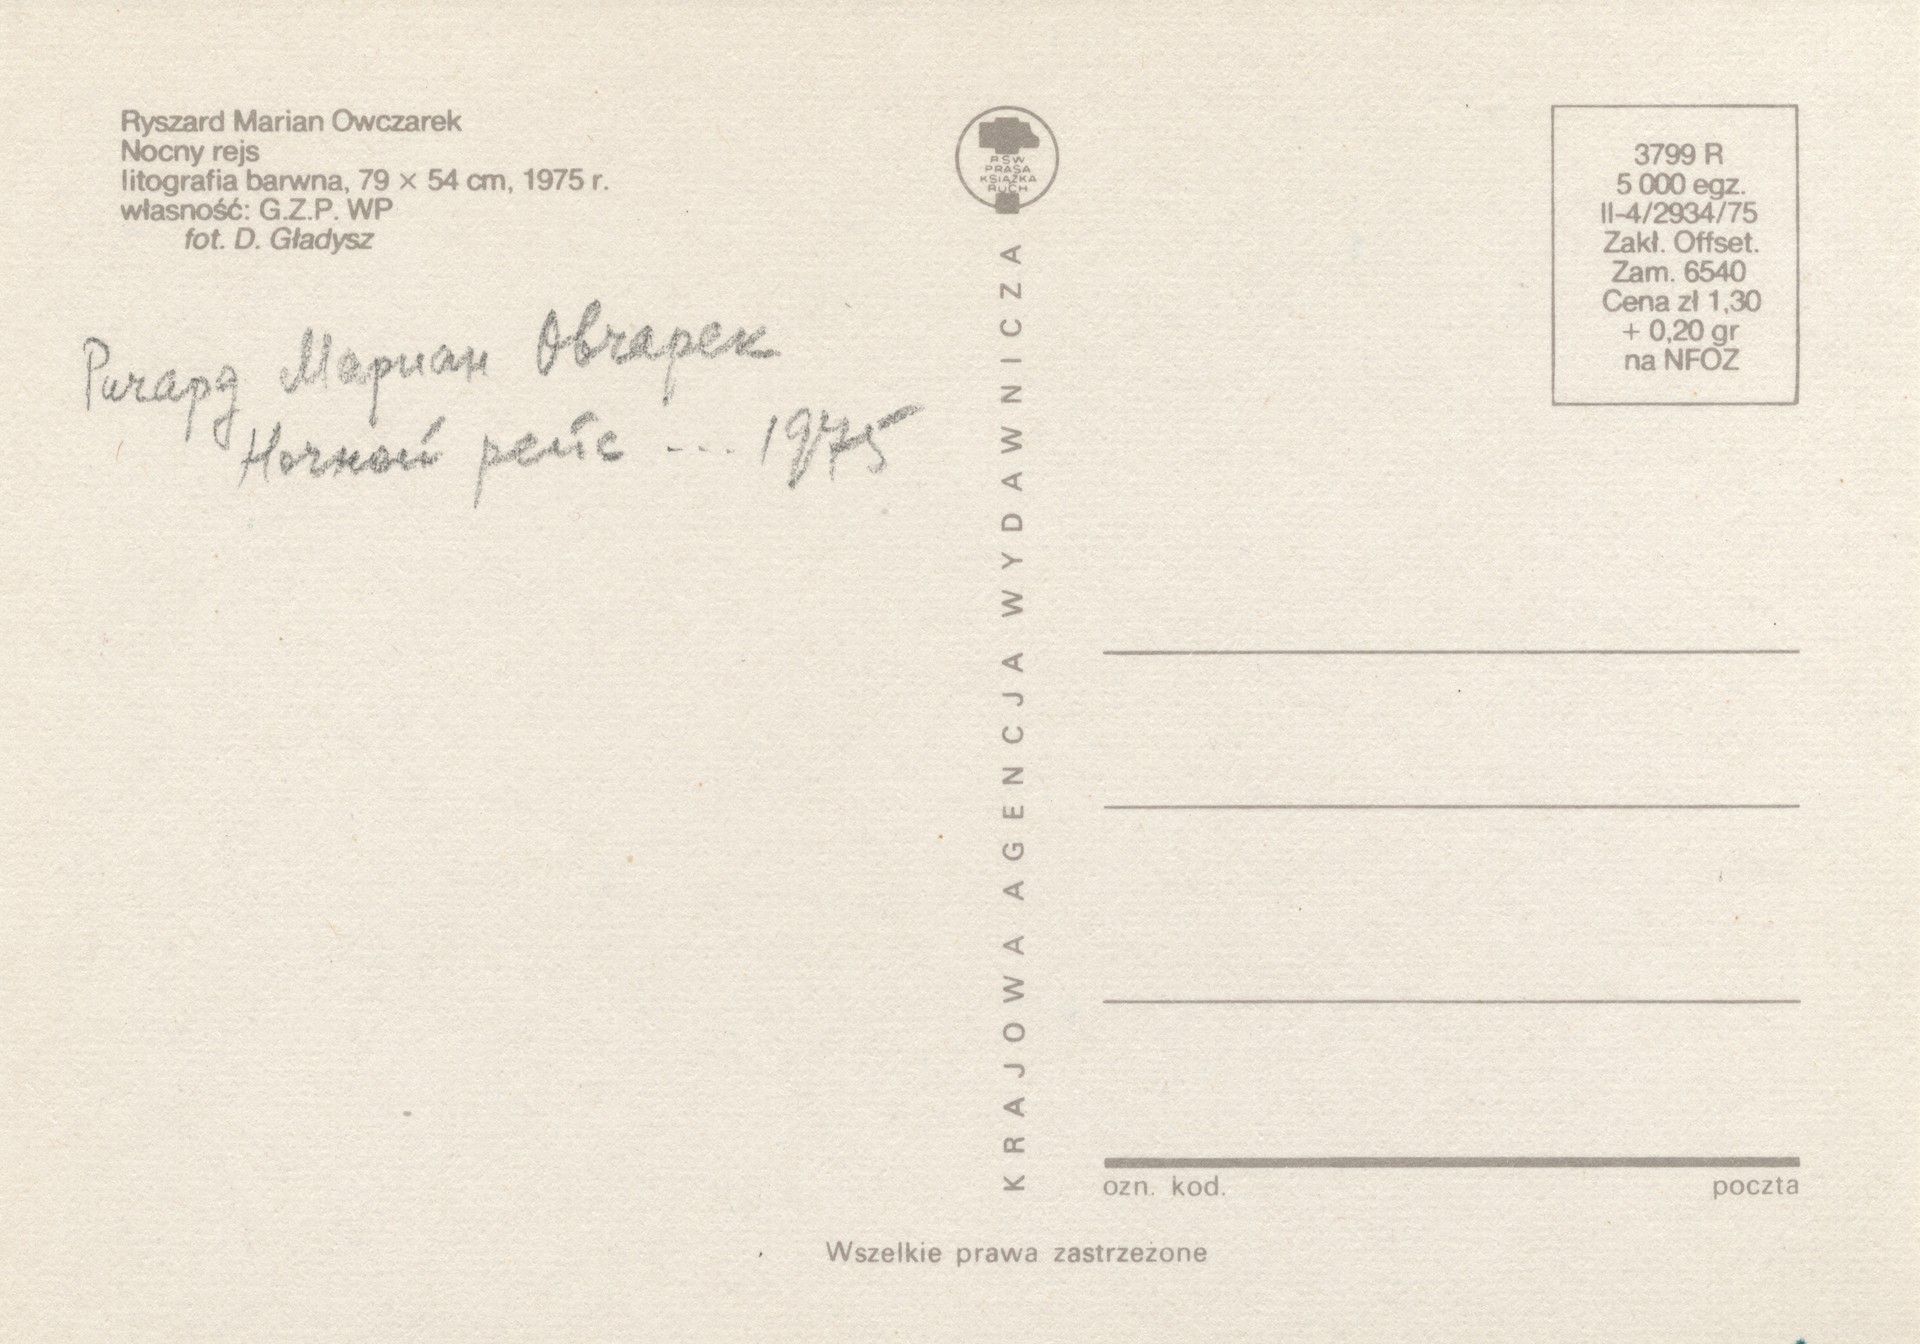 Ryszard Marian Owczarek
Nocny rejs
litografia barwna, 79 × 54 cm, 1975 r.
własność: G.Z.P. WP
fot. D. Gładysz
Ричард Мариан Овчарек
Ночной рейс ... 1975
RSW
PRASA
KSIĄŻKA
RUCH
KRAJOWA AGENCJA WYDAWNICZA
3799 R
5 000 egz.
II-4/2934/75
Zakł. Offset.
Zam. 6540
Cena zł 1,30
+ 0,20 gr
na NFOZ
ozn. kod.
poczta
Wszelkie prawa zastrzeżone